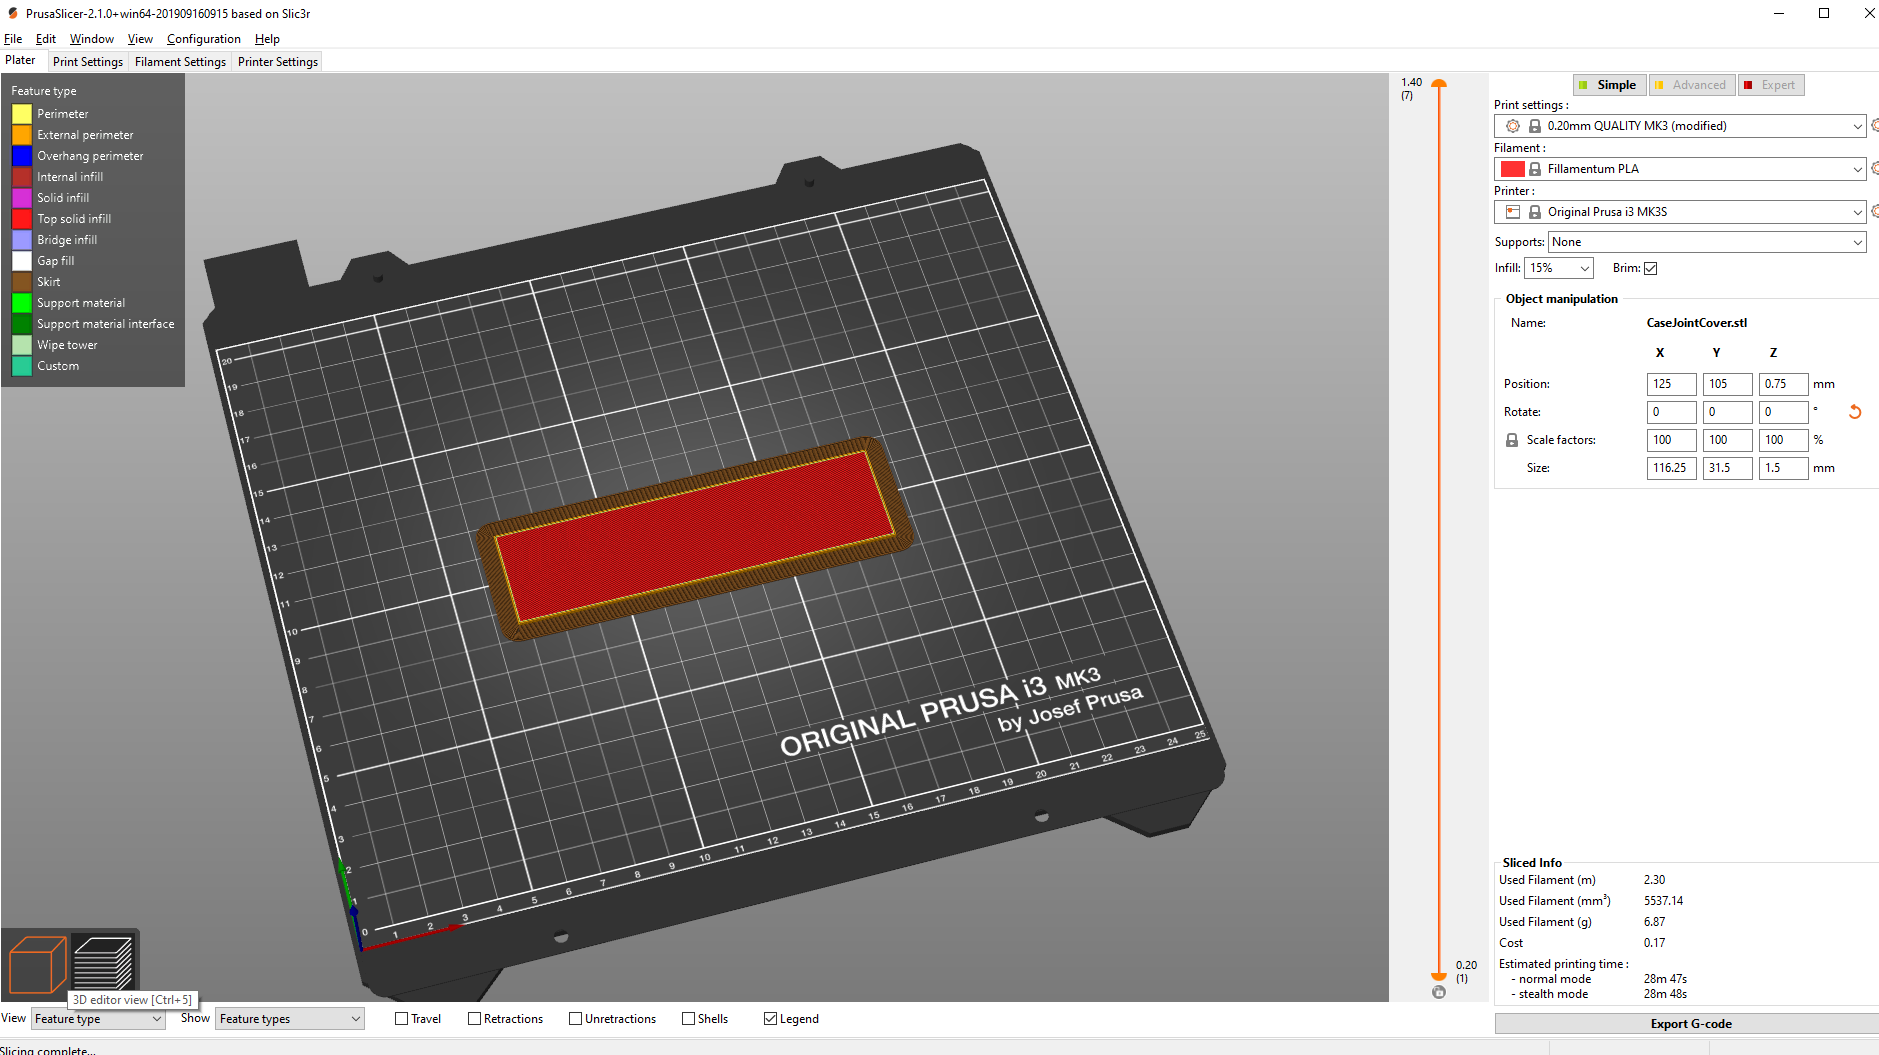 PrusaSlicer-2.1.0+win64-201909160915 based on Slic3r
File Edit Window View Configuration Help
Plater Print Settings Filament Settings Printer Settings
Feature type
Perimeter
External perimeter
Overhang perimeter
Internal infill
Solid infill
Top solid infill
Bridge infill
Gap fill
Skirt
Support material
Support material interface
Wipe tower
Custom
20
19
18
17
16
15
14
13
12
11
10
9
8
7
6
5
4
3
2
1
0 1 2 3 4 5 6 7 8 9 10 11 12 13 14 15 16 17 18 19 20 21 22 23 24 25
ORIGINAL PRUSA i3 MK3
by Josef Prusa
1.40
(7)
0.20
(1)
Simple Advanced Expert
Print settings :
0.20mm QUALITY MK3 (modified)
Filament :
Fillamentum PLA
Printer :
Original Prusa i3 MK3S
Supports: None
Infill: 15% Brim:
Object manipulation
Name: CaseJointCover.stl
X Y Z
Position: 125 105 0.75 mm
Rotate: 0 0 0 °
Scale factors: 100 100 100 %
Size: 116.25 31.5 1.5 mm
Sliced Info
Used Filament (m) 2.30
Used Filament (mm³) 5537.14
Used Filament (g) 6.87
Cost 0.17
Estimated printing time :
- normal mode 28m 47s
- stealth mode 28m 48s
Export G-code
3D editor view [Ctrl+5]
View Feature type Show Feature types Travel Retractions Unretractions Shells Legend
Slicing complete...